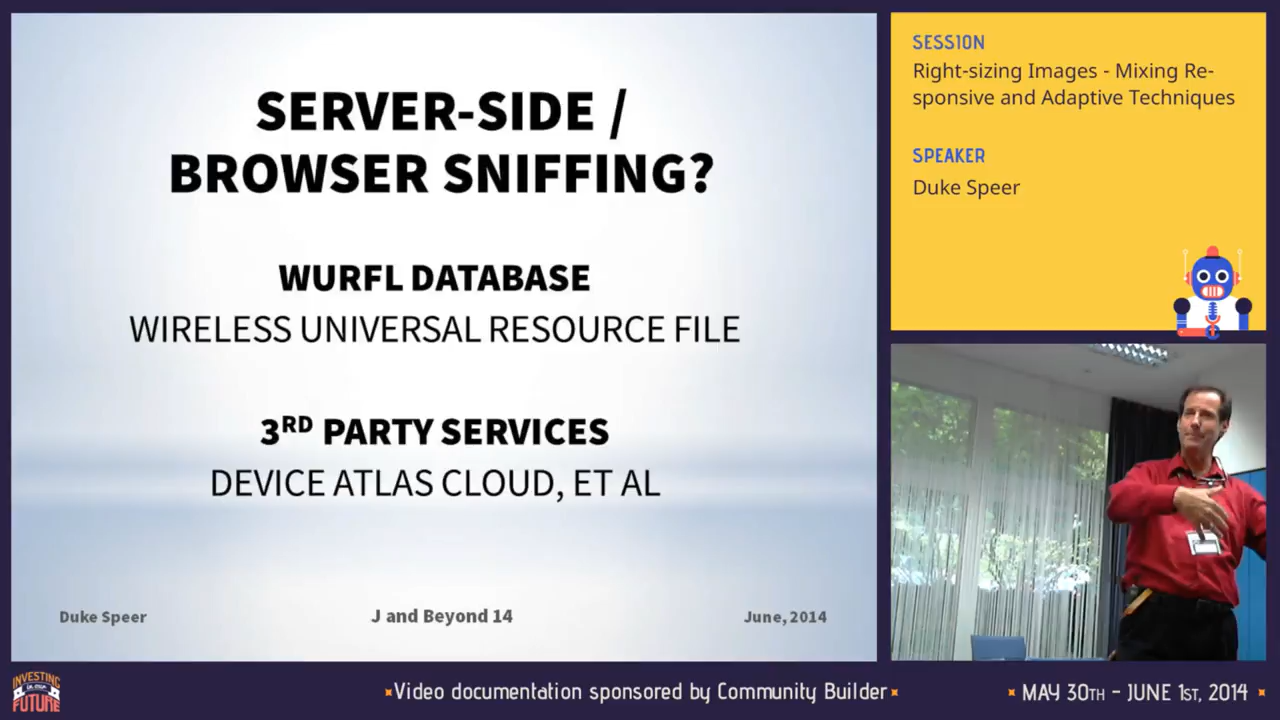 SERVER-SIDE /
BROWSER SNIFFING?
WURFL DATABASE
WIRELESS UNIVERSAL RESOURCE FILE
3RD PARTY SERVICES
DEVICE ATLAS CLOUD, ET AL
Duke Speer
J and Beyond 14
June, 2014
SESSION
Right-sizing Images - Mixing Re-
sponsive and Adaptive Techniques
SPEAKER
Duke Speer
INVESTING
IN OUR
FUTURE
Video documentation sponsored by Community Builder
MAY 30TH - JUNE 1ST, 2014